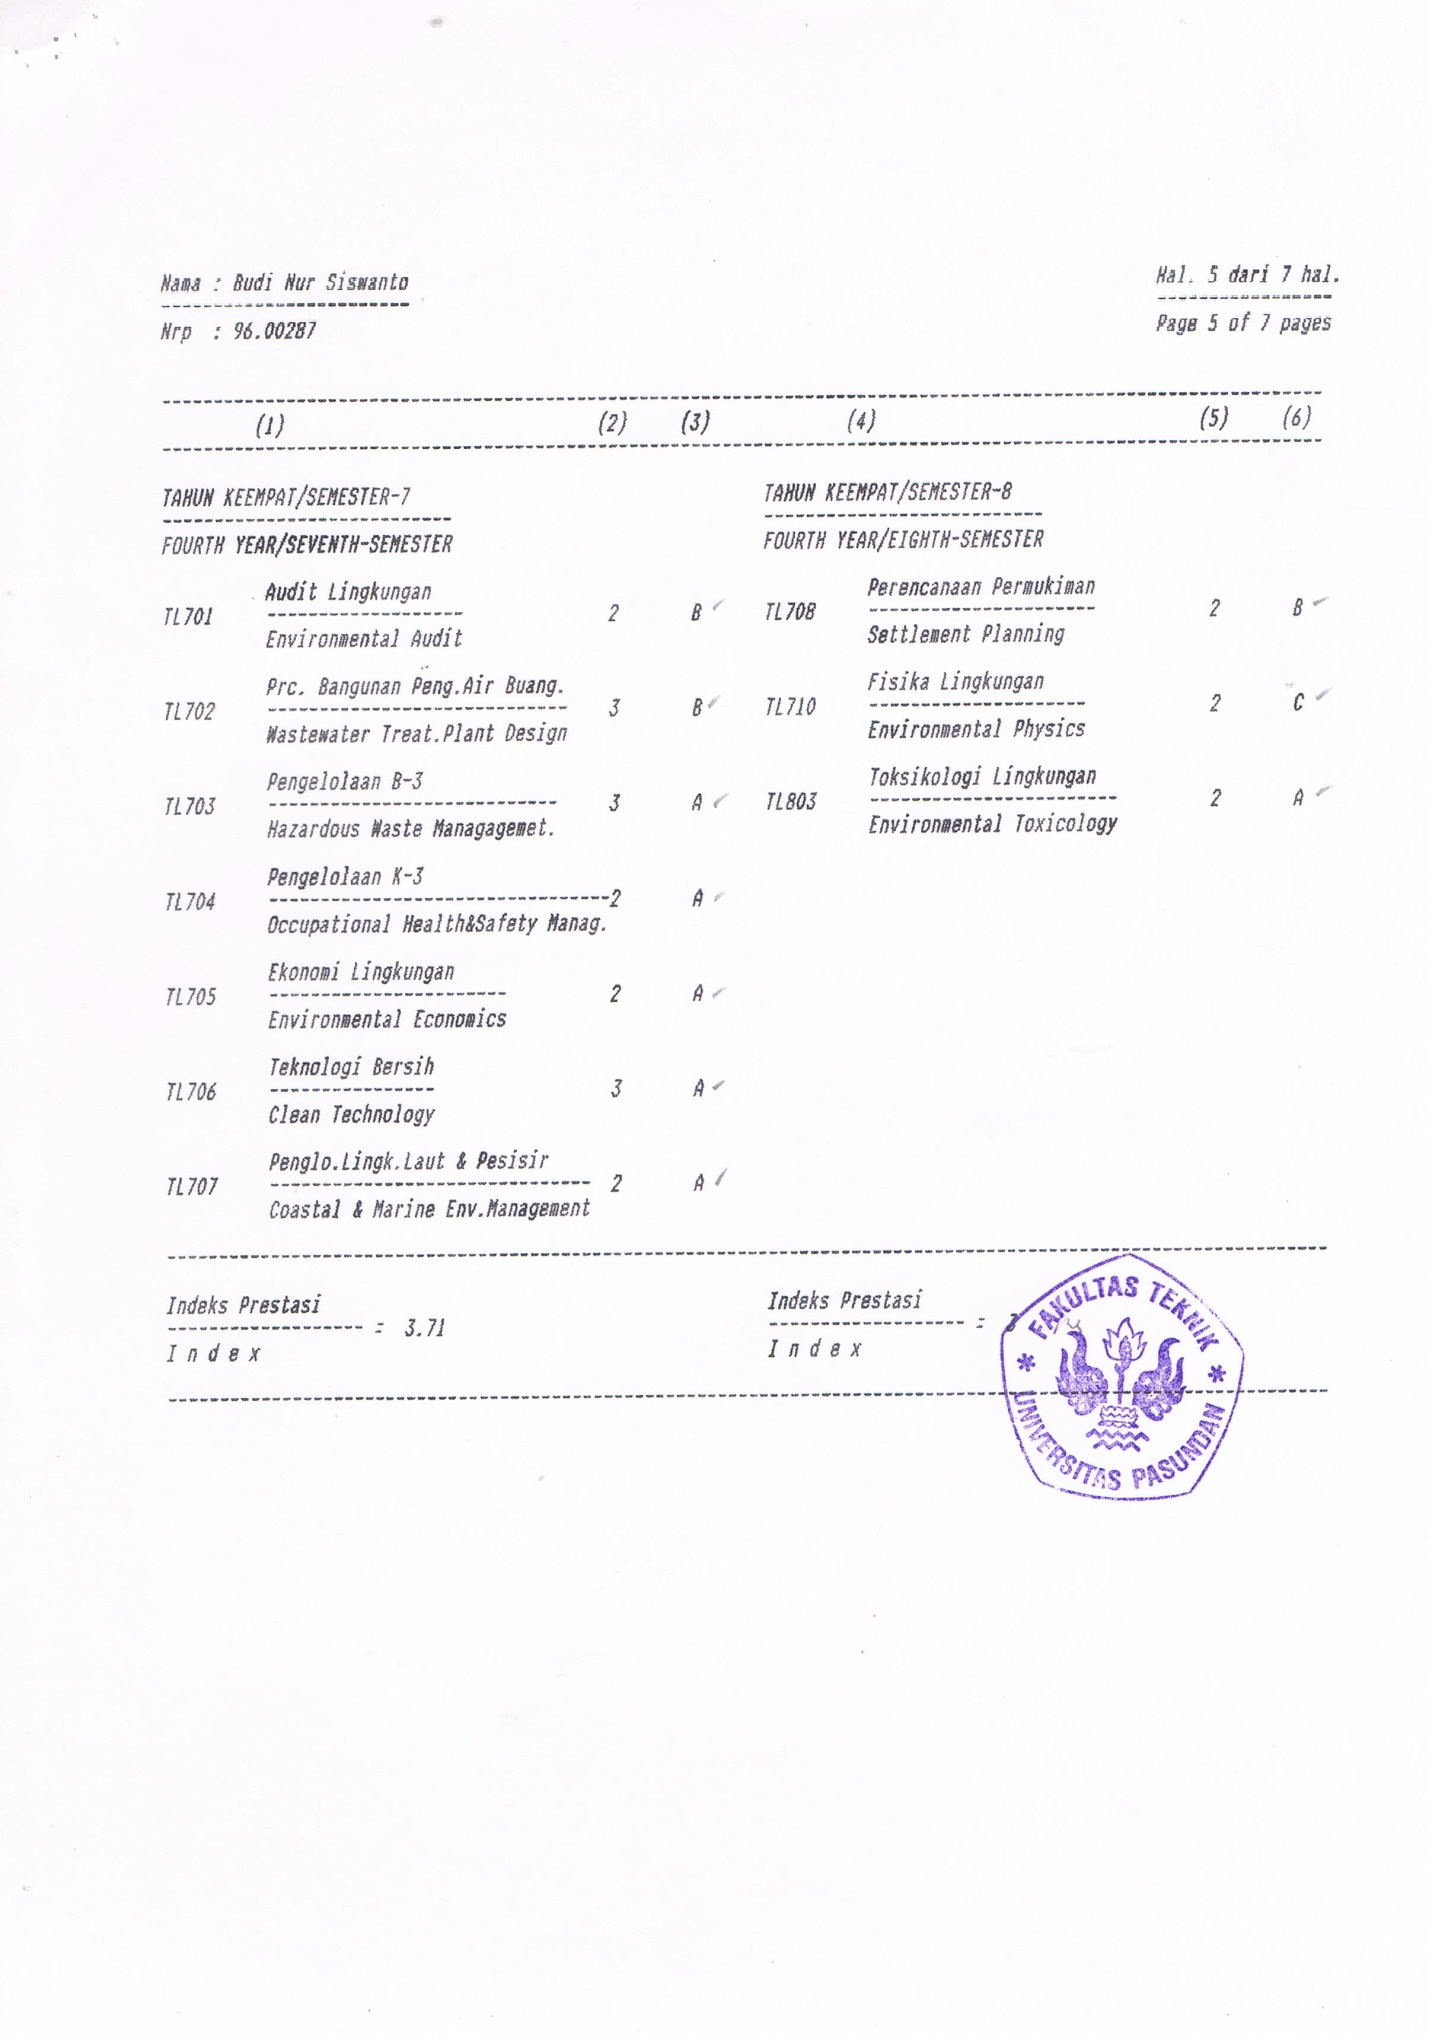 Nama : Budi Nur Siswanto
Nrp : 96.00287
Hal. 5 dari 7 hal.
Page 5 of 7 pages
(1) (2) (3) (4) (5) (6)
TAHUN KEEMPAT/SEMESTER-7
FOURTH YEAR/SEVENTH-SEMESTER
TL701 Audit Lingkungan 2 B
Environmental Audit
TL702 Prc. Bangunan Peng.Air Buang. 3 B
Wastewater Treat.Plant Design
TL703 Pengelolaan B-3 3 A
Hazardous Waste Managagemet.
TL704 Pengelolaan K-3 2 A
Occupational Health&Safety Manag.
TL705 Ekonomi Lingkungan 2 A
Environmental Economics
TL706 Teknologi Bersih 3 A
Clean Technology
TL707 Penglo.Lingk.Laut & Pesisir 2 A
Coastal & Marine Env.Management
Indeks Prestasi
= 3.71
I n d e x
TAHUN KEEMPAT/SEMESTER-8
FOURTH YEAR/EIGHTH-SEMESTER
TL708 Perencanaan Permukiman 2 B
Settlement Planning
TL710 Fisika Lingkungan 2 C
Environmental Physics
TL803 Toksikologi Lingkungan 2 A
Environmental Toxicology
Indeks Prestasi
= 3
I n d e x
* FAKULTAS TEKNIK *
UNIVERSITAS PASUNDAN